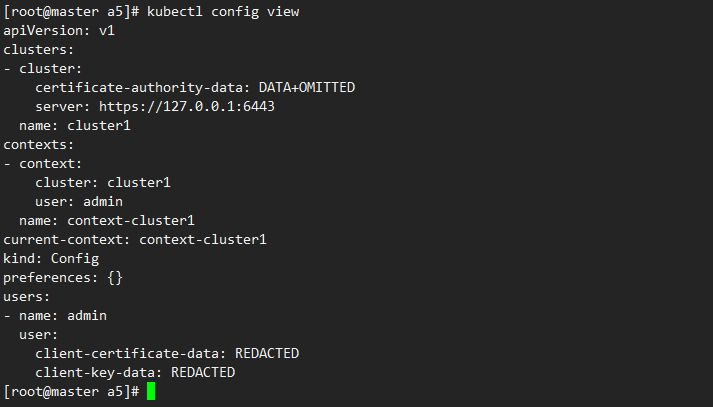 [root@master a5]# kubectl config view
apiVersion: v1
clusters:
- cluster:
    certificate-authority-data: DATA+OMITTED
    server: https://127.0.0.1:6443
  name: cluster1
contexts:
- context:
    cluster: cluster1
    user: admin
  name: context-cluster1
current-context: context-cluster1
kind: Config
preferences: {}
users:
- name: admin
  user:
    client-certificate-data: REDACTED
    client-key-data: REDACTED
[root@master a5]#